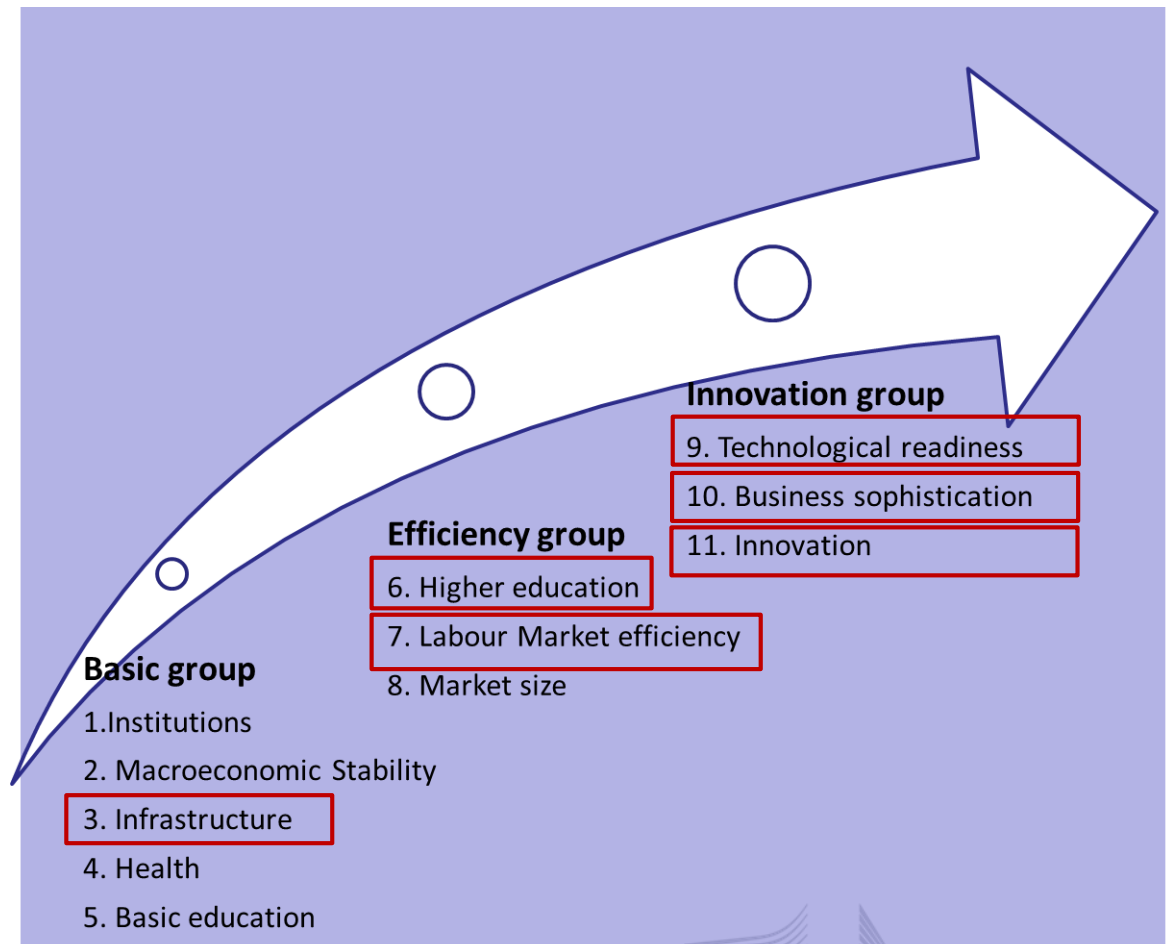 Innovation group
9. Technological readiness
10. Business sophistication
11. Innovation
Efficiency group
6. Higher education
7. Labour Market efficiency
8. Market size
Basic group
1.Institutions
2. Macroeconomic Stability
3. Infrastructure
4. Health
5. Basic education